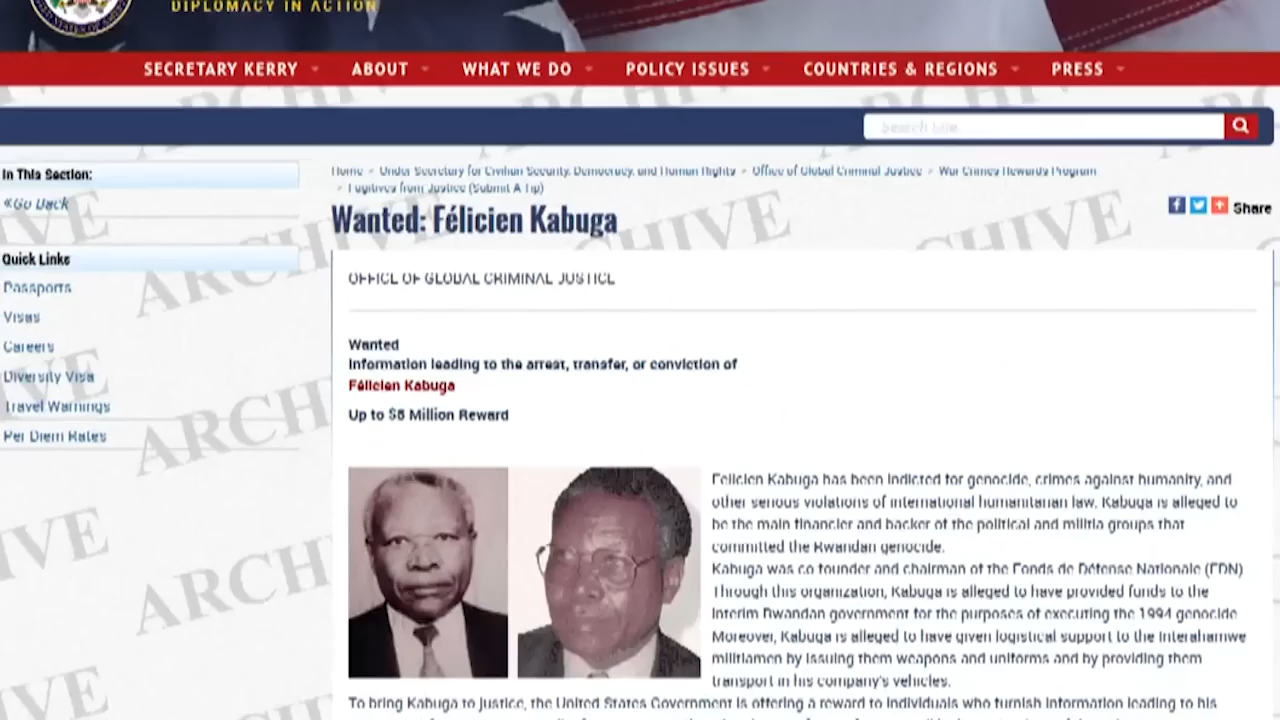 DIPLOMACY IN ACTION
SECRETARY KERRY ABOUT WHAT WE DO POLICY ISSUES COUNTRIES & REGIONS PRESS
Search Site
In This Section:
«Go Back
Home > Under Secretary for Civilian Security, Democracy, and Human Rights > Office of Global Criminal Justice > War Crimes Rewards Program
> Fugitives from Justice (Submit A Tip)
Wanted: Félicien Kabuga
Share
Quick Links
Passports
Visas
Careers
Diversity Visa
Travel Warnings
Per Diem Rates
OFFICE OF GLOBAL CRIMINAL JUSTICE
Wanted
Information leading to the arrest, transfer, or conviction of
Félicien Kabuga
Up to $5 Million Reward
Felicien Kabuga has been indicted for genocide, crimes against humanity, and
other serious violations of international humanitarian law. Kabuga is alleged to
be the main financier and backer of the political and militia groups that
committed the Rwandan genocide.
Kabuga was co founder and chairman of the Fonds de Défense Nationale (FDN)
Through this organization, Kabuga is alleged to have provided funds to the
Interim Rwandan government for the purposes of executing the 1994 genocide
Moreover, Kabuga is alleged to have given logistical support to the Interahamwe
militiamen by issuing them weapons and uniforms and by providing them
transport in his company's vehicles.
To bring Kabuga to justice, the United States Government is offering a reward to individuals who furnish information leading to his
ARCHIVE